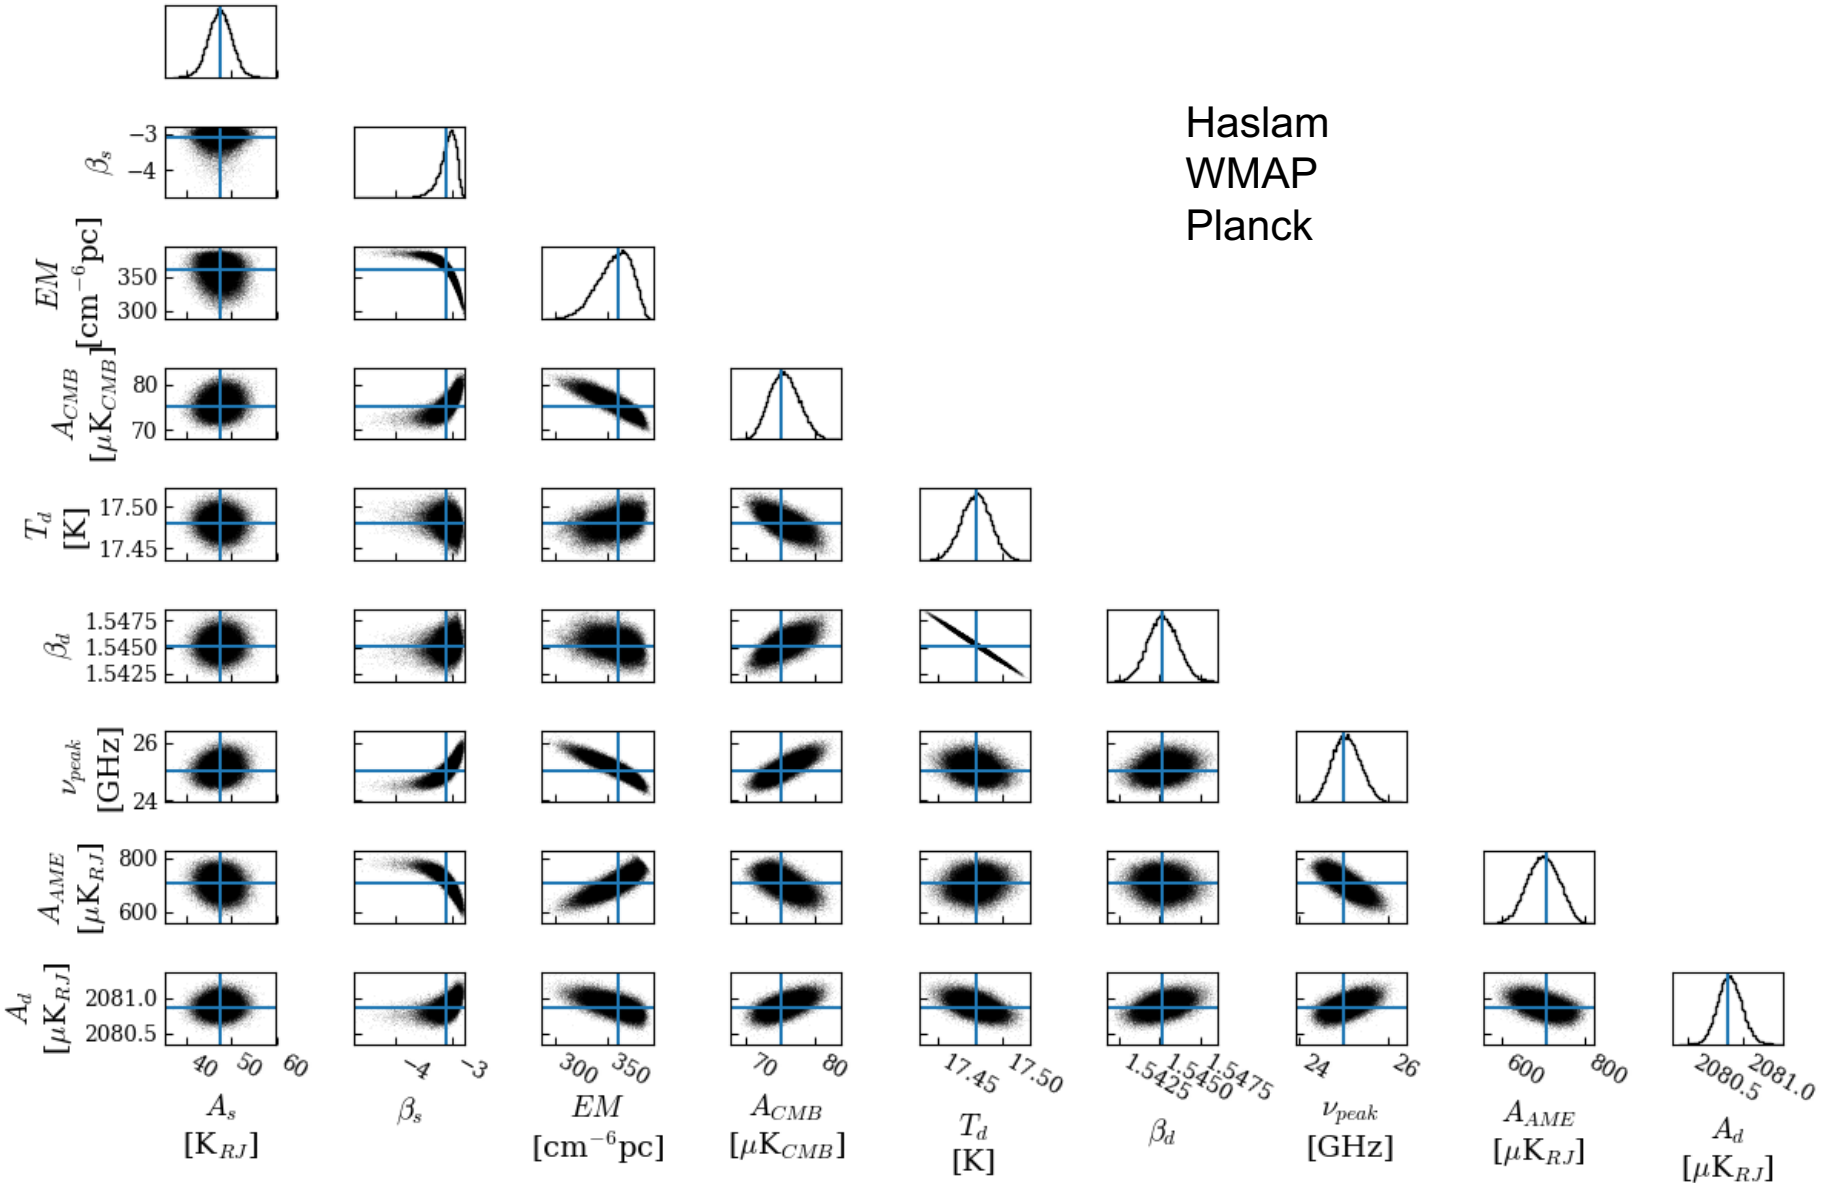 Haslam
WMAP
Planck
−3
−4
β_s
350
300
EM
[cm⁻⁶pc]
80
70
A_CMB
[μK_CMB]
17.50
17.45
T_d
[K]
1.5475
1.5450
1.5425
β_d
26
24
ν_peak
[GHz]
800
600
A_AME
[μK_RJ]
2081.0
2080.5
A_d
[μK_RJ]
40 50 60
−4 −3
300 350
70 80
17.45 17.50
1.5425 1.5450 1.5475
24 26
600 800
2080.5 2081.0
A_s
[K_RJ]
β_s
EM
[cm⁻⁶pc]
A_CMB
[μK_CMB]
T_d
[K]
β_d
ν_peak
[GHz]
A_AME
[μK_RJ]
A_d
[μK_RJ]